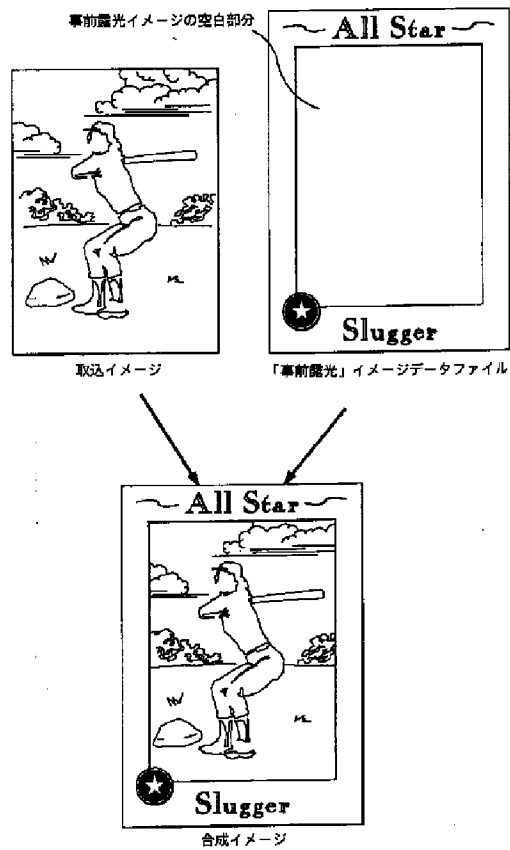 事前露光イメージの空白部分
All Star
Slugger
取込イメージ
「事前露光」イメージデータファイル
All Star
Slugger
合成イメージ